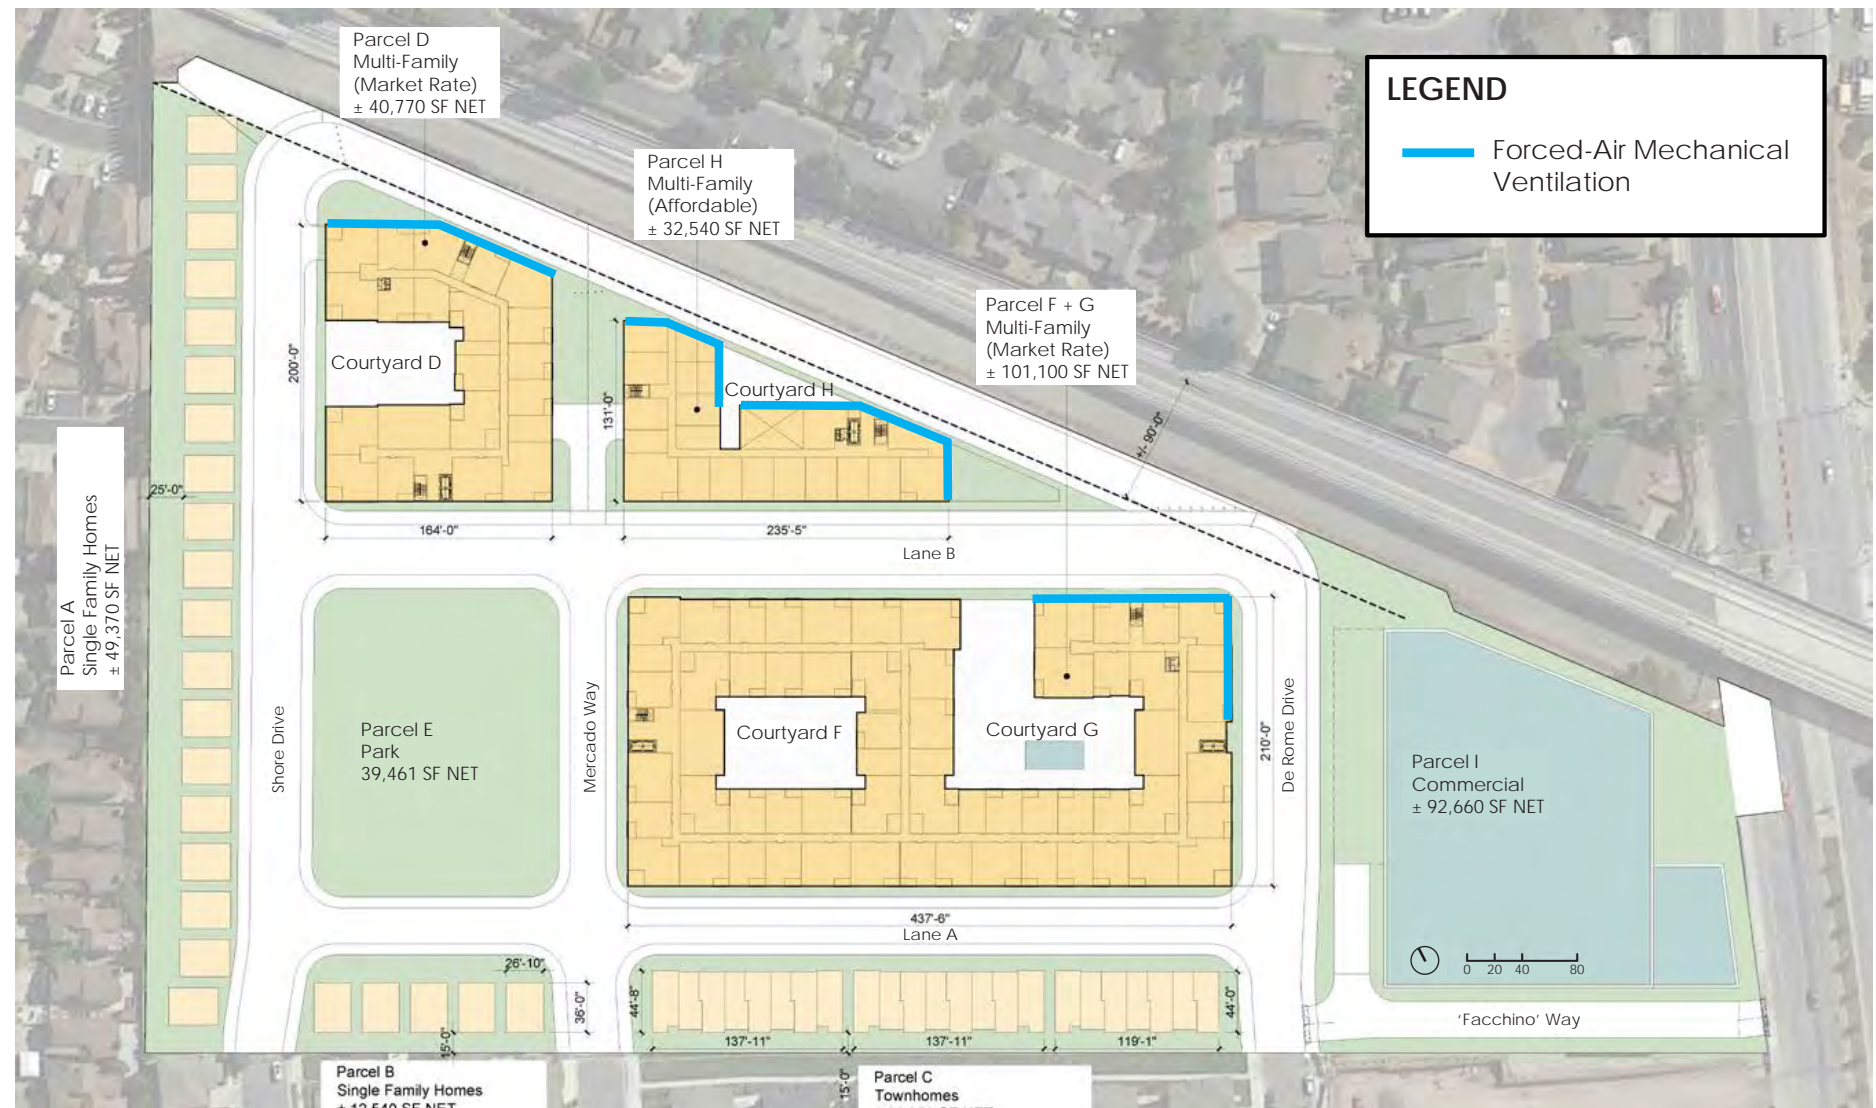 Parcel D
Multi-Family
(Market Rate)
± 40,770 SF NET
LEGEND
Forced-Air Mechanical
Ventilation
Parcel H
Multi-Family
(Affordable)
± 32,540 SF NET
Parcel F + G
Multi-Family
(Market Rate)
± 101,100 SF NET
Courtyard D
200'-0"
Courtyard H
131'-0"
+/- 90'-0"
25'-0"
Parcel A
Single Family Homes
± 49,370 SF NET
164'-0"
235'-5"
Lane B
Shore Drive
Parcel E
Park
39,461 SF NET
Mercado Way
Courtyard F
Courtyard G
210'-0"
De Rome Drive
Parcel I
Commercial
± 92,660 SF NET
437'-6"
Lane A
26'-10"
36'-0"
44'-8"
44'-0"
0 20 40 80
'Facchino' Way
15'-0"
137'-11"
137'-11"
119'-1"
Parcel B
Single Family Homes
± 12,540 SF NET
15'-0"
Parcel C
Townhomes